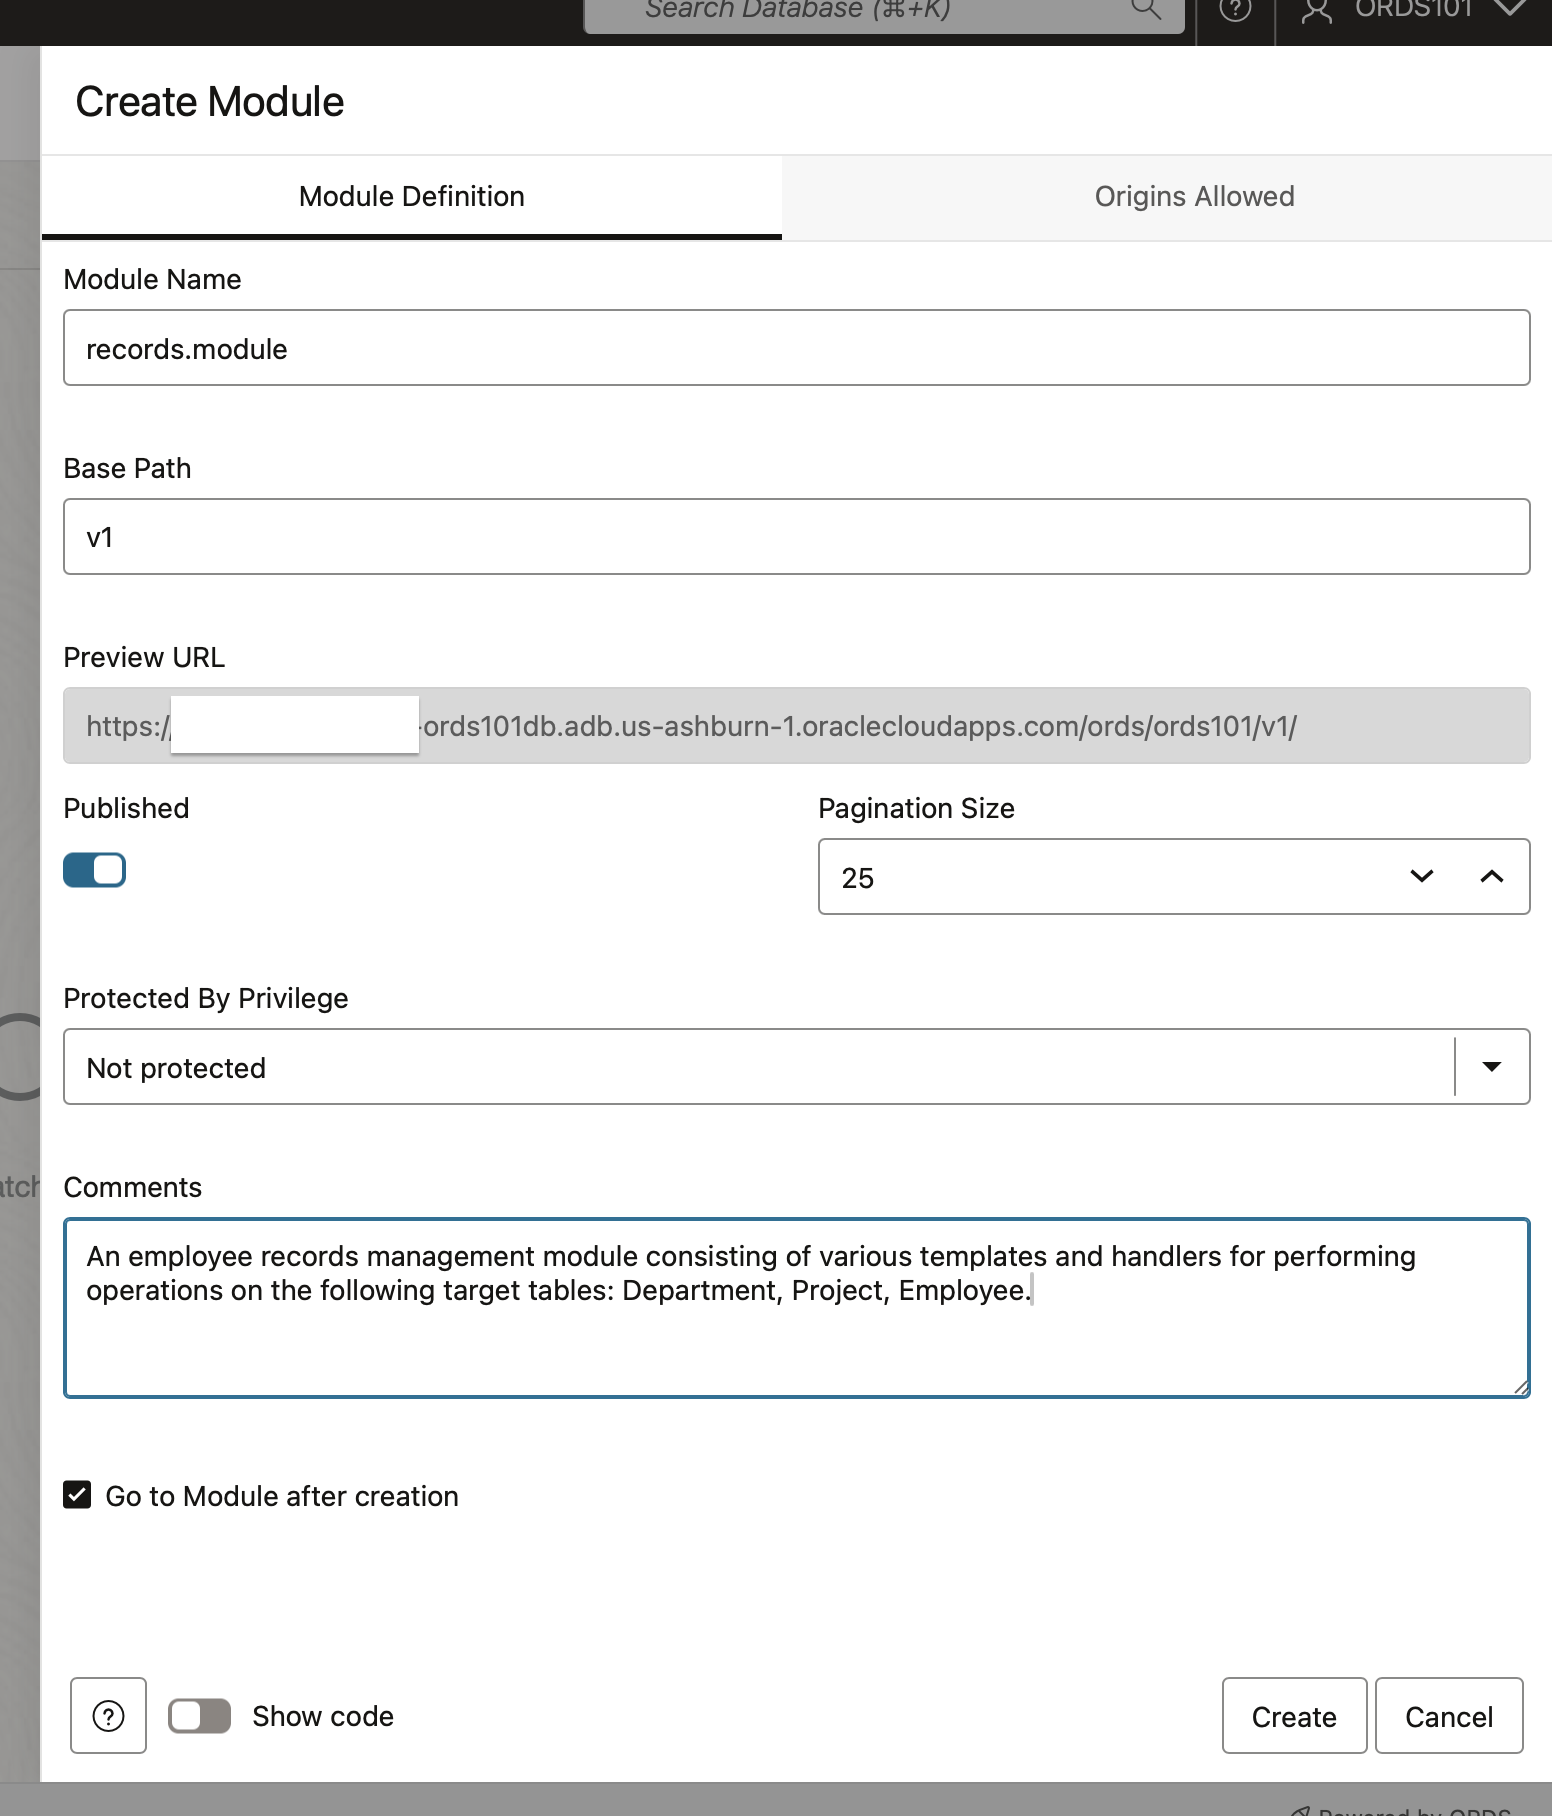 Search Database (⌘+K)
ORDS101
Create Module
Module Definition
Origins Allowed
Module Name
records.module
Base Path
v1
Preview URL
https:// -ords101db.adb.us-ashburn-1.oraclecloudapps.com/ords/ords101/v1/
Published
Pagination Size
25
Protected By Privilege
Not protected
Comments
An employee records management module consisting of various templates and handlers for performing
operations on the following target tables: Department, Project, Employee.
Go to Module after creation
Show code
Create
Cancel
Powered by ORDS